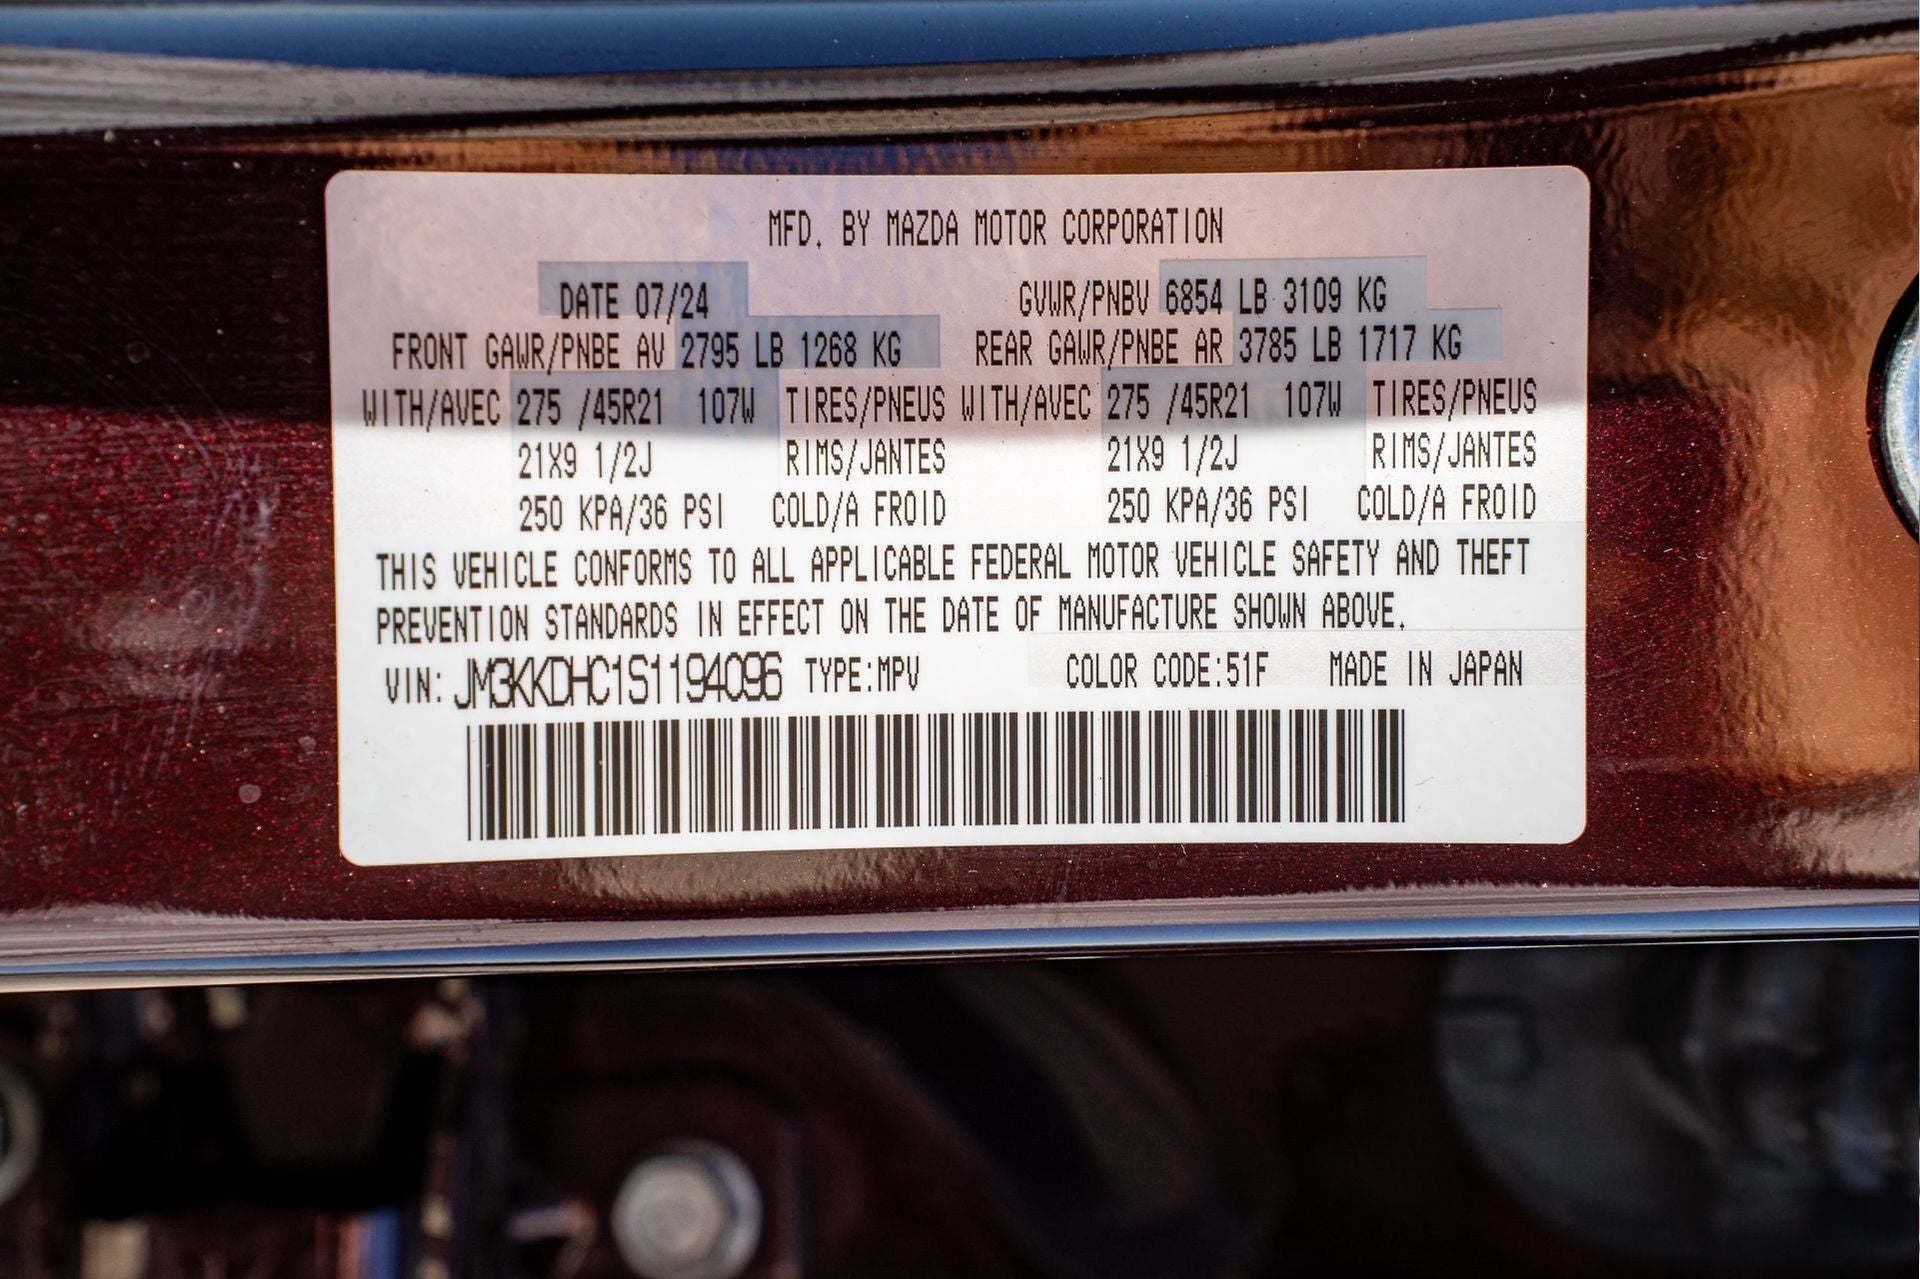 MFD. BY MAZDA MOTOR CORPORATION
DATE 07/24 GVWR/PNBV 6854 LB 3109 KG
FRONT GAWR/PNBE AV 2795 LB 1268 KG REAR GAWR/PNBE AR 3785 LB 1717 KG
WITH/AVEC 275 /45R21 107W TIRES/PNEUS WITH/AVEC 275 /45R21 107W TIRES/PNEUS
21X9 1/2J RIMS/JANTES 21X9 1/2J RIMS/JANTES
250 KPA/36 PSI COLD/A FROID 250 KPA/36 PSI COLD/A FROID
THIS VEHICLE CONFORMS TO ALL APPLICABLE FEDERAL MOTOR VEHICLE SAFETY AND THEFT
PREVENTION STANDARDS IN EFFECT ON THE DATE OF MANUFACTURE SHOWN ABOVE.
VIN: JM3KKDHC1S1194096 TYPE:MPV COLOR CODE:51F MADE IN JAPAN